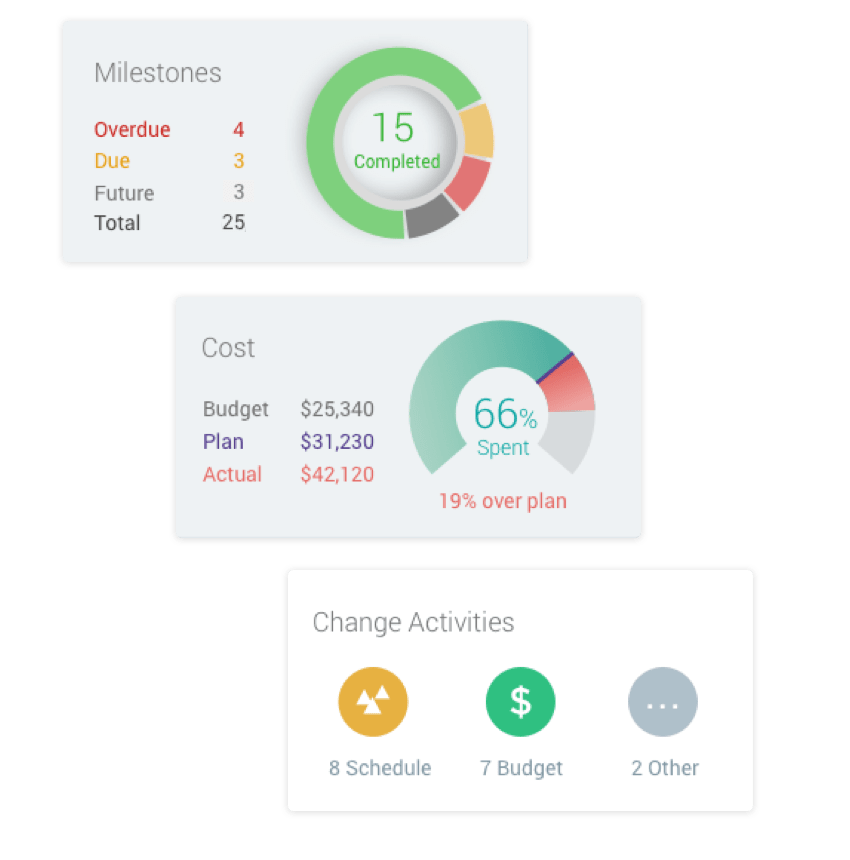 Milestones
Overdue 4
Due 3
Future 3
Total 25
15
Completed
Cost
Budget $25,340
Plan $31,230
Actual $42,120
66%
Spent
19% over plan
Change Activities
$
...
8 Schedule
7 Budget
2 Other